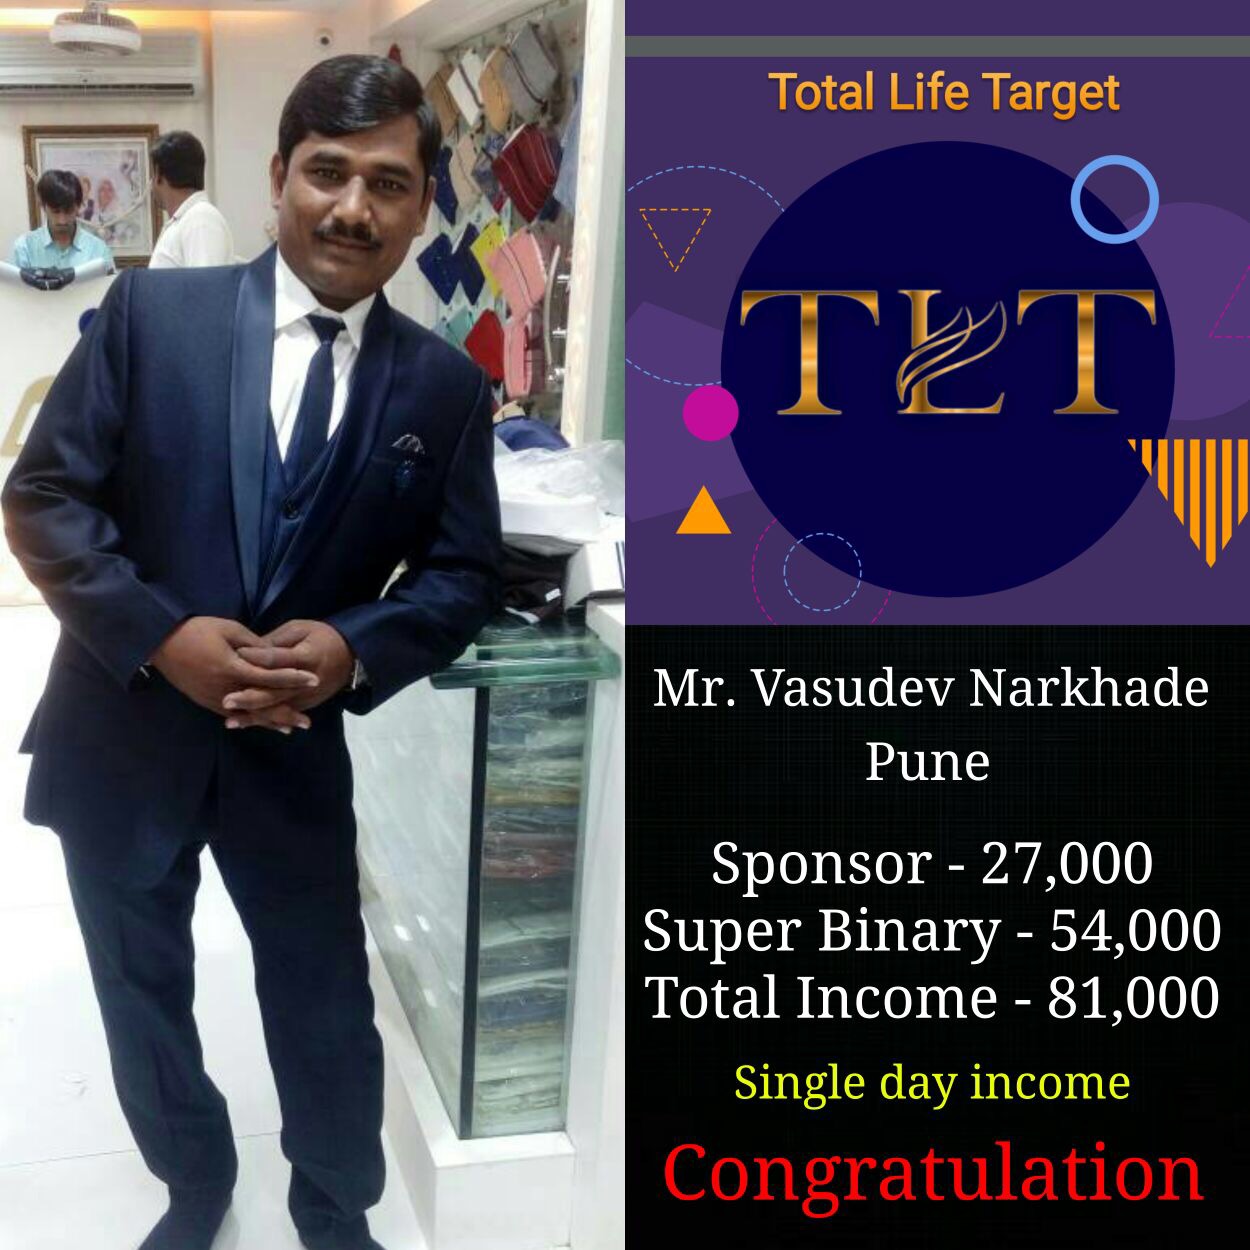 Total Life Target
TLT
Mr. Vasudev Narkhade
Pune
Sponsor - 27,000
Super Binary - 54,000
Total Income - 81,000
Single day income
Congratulation